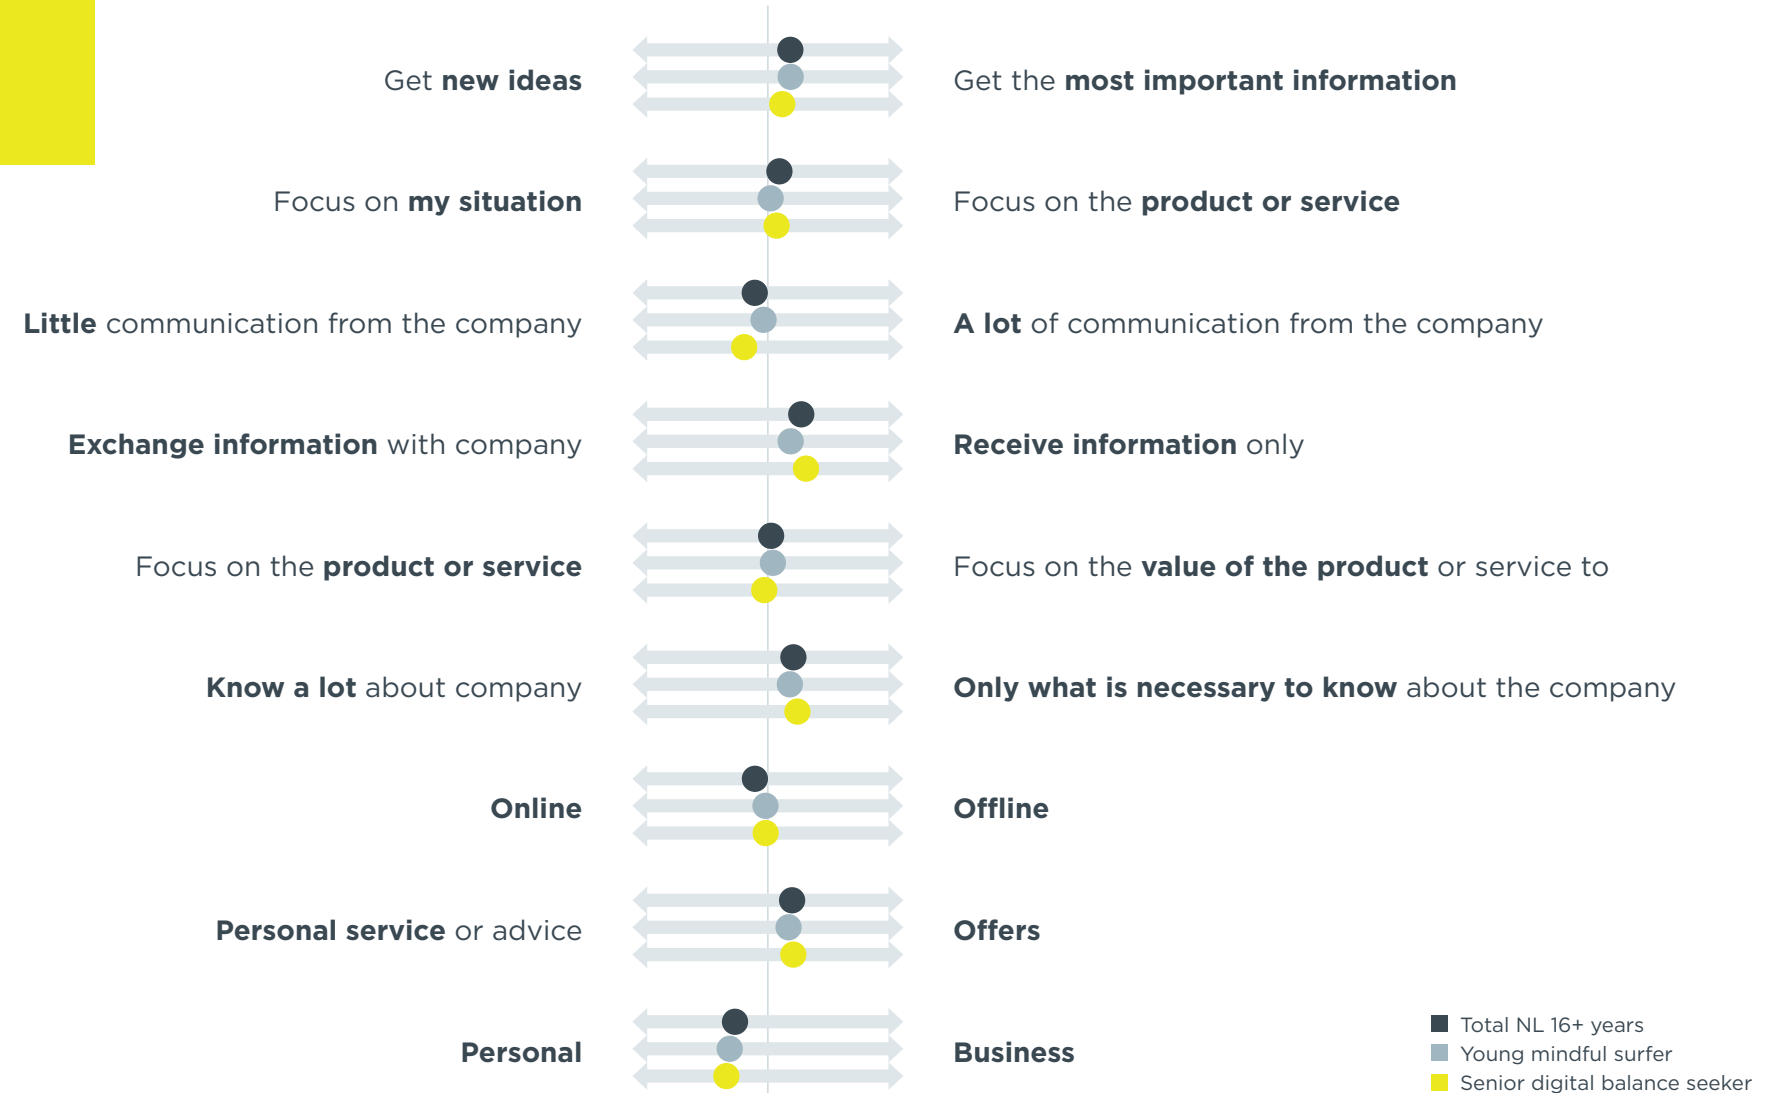 Get new ideas
Get the most important information
Focus on my situation
Focus on the product or service
Little communication from the company
A lot of communication from the company
Exchange information with company
Receive information only
Focus on the product or service
Focus on the value of the product or service to
Know a lot about company
Only what is necessary to know about the company
Online
Offline
Personal service or advice
Offers
Personal
Business
Total NL 16+ years
Young mindful surfer
Senior digital balance seeker